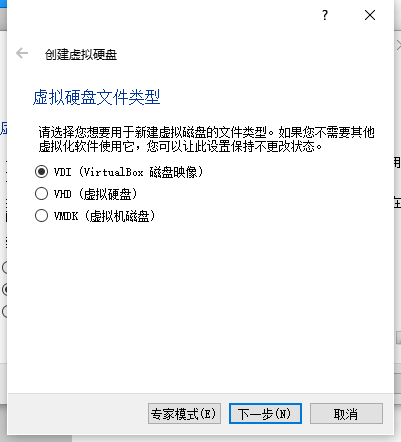 ?
创建虚拟硬盘
虚拟硬盘文件类型
请选择您想要用于新建虚拟磁盘的文件类型。如果您不需要其他
虚拟化软件使用它，您可以让此设置保持不更改状态。
VDI (VirtualBox 磁盘映像)
VHD (虚拟硬盘)
VMDK (虚拟机磁盘)
用
在
专家模式(E)
下一步(N)
取消